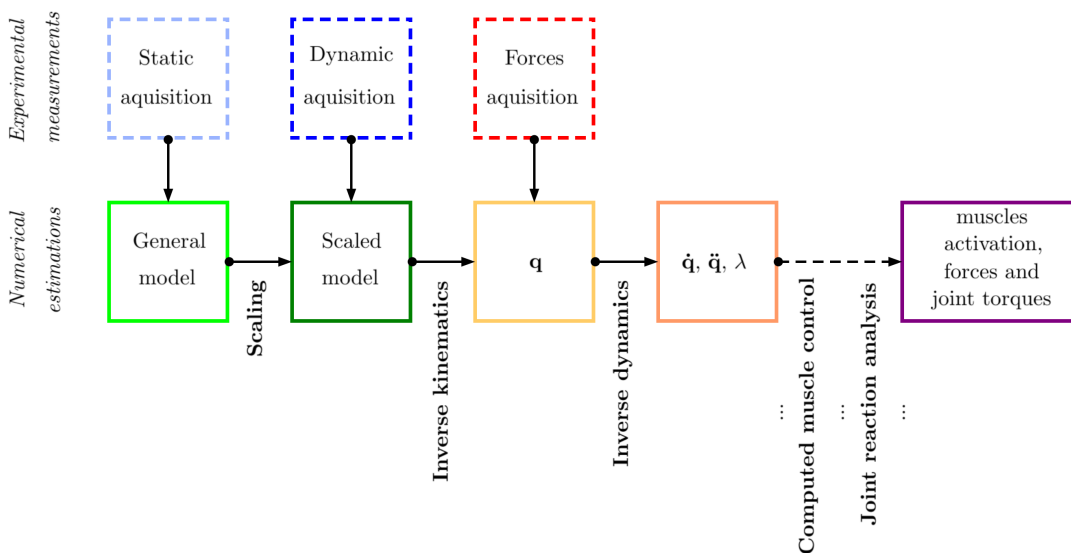 Experimental
measurements
Static
aquisition
Dynamic
aquisition
Forces
aquisition
Numerical
estimations
General
model
Scaling
Scaled
model
Inverse kinematics
q
Inverse dynamics
q̇, q̈, λ
...
Computed muscle control
...
Joint reaction analysis
...
muscles
activation,
forces and
joint torques